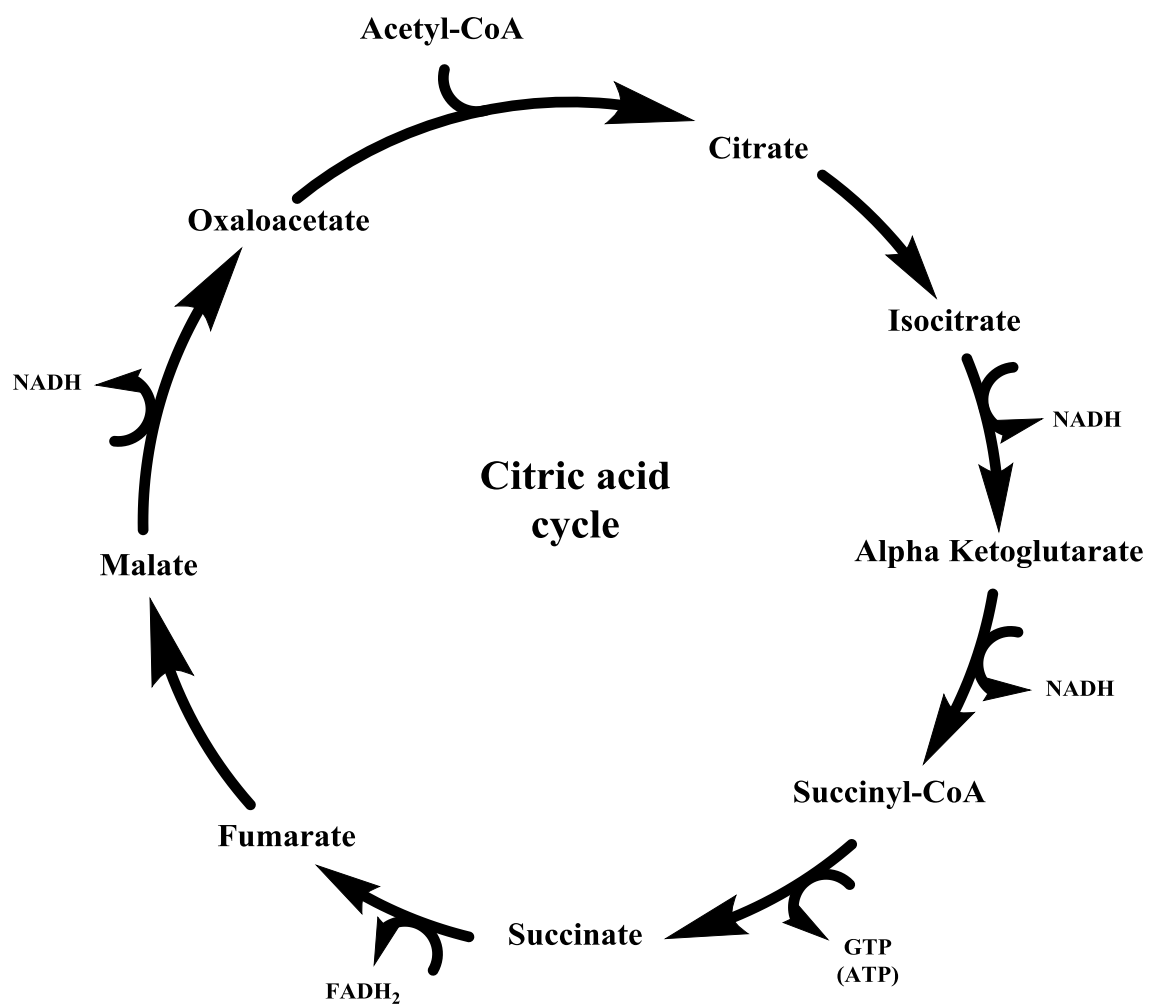 Acetyl-CoA
Citrate
Oxaloacetate
Isocitrate
NADH
NADH
Citric acid
cycle
Alpha Ketoglutarate
Malate
NADH
Succinyl-CoA
Fumarate
Succinate
GTP
(ATP)
FADH₂